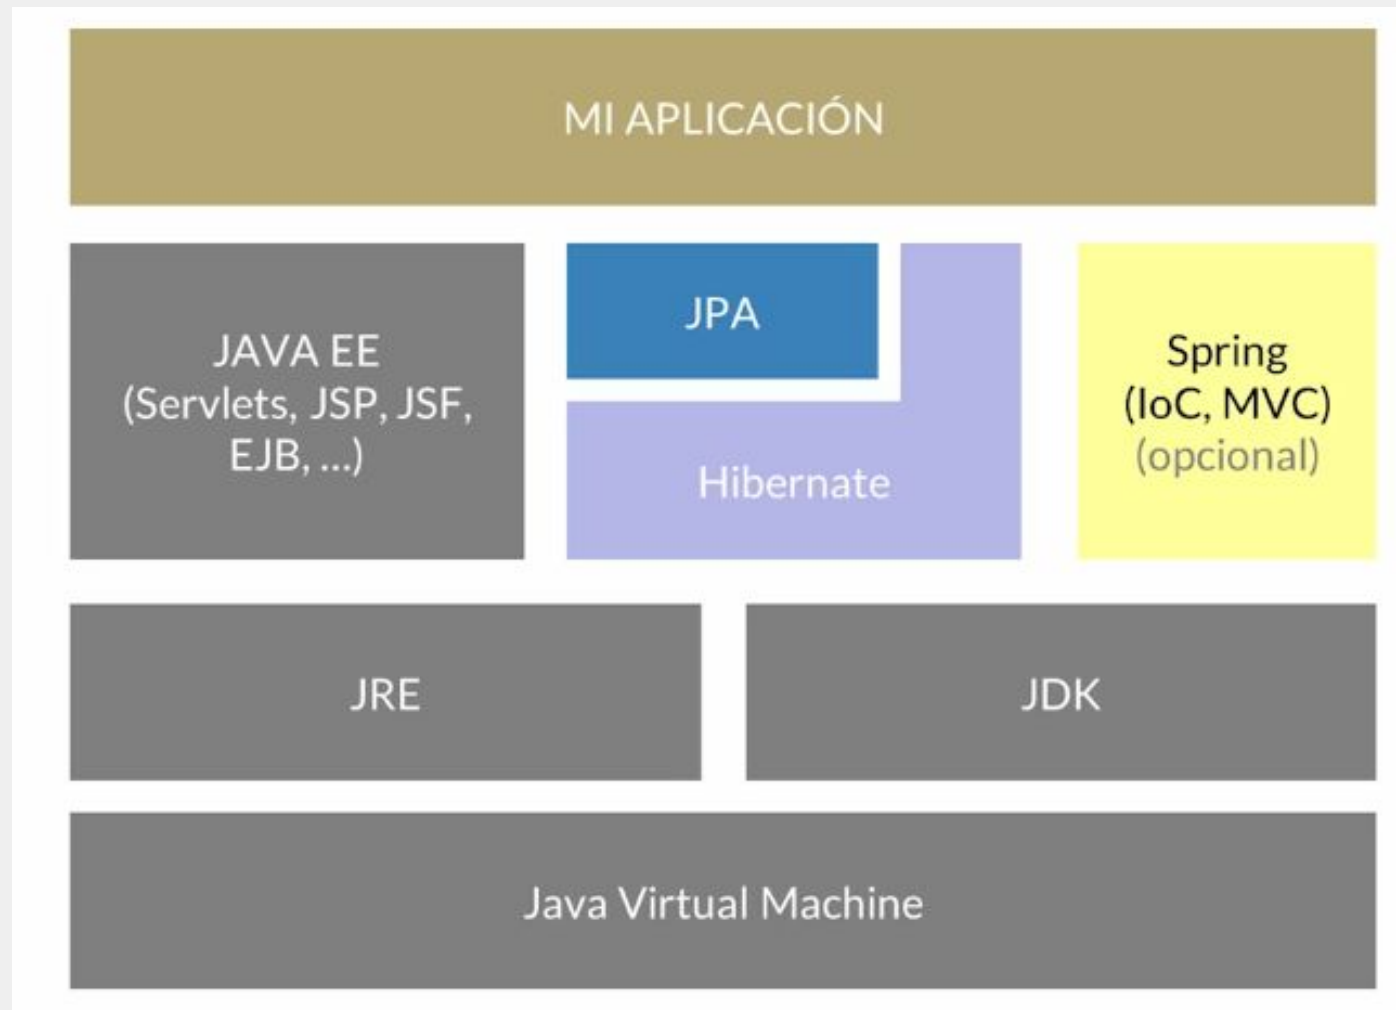 MI APLICACIÓN
JAVA EE
(Servlets, JSP, JSF,
EJB, ...)
JPA
Hibernate
Spring
(IoC, MVC)
(opcional)
JRE
JDK
Java Virtual Machine